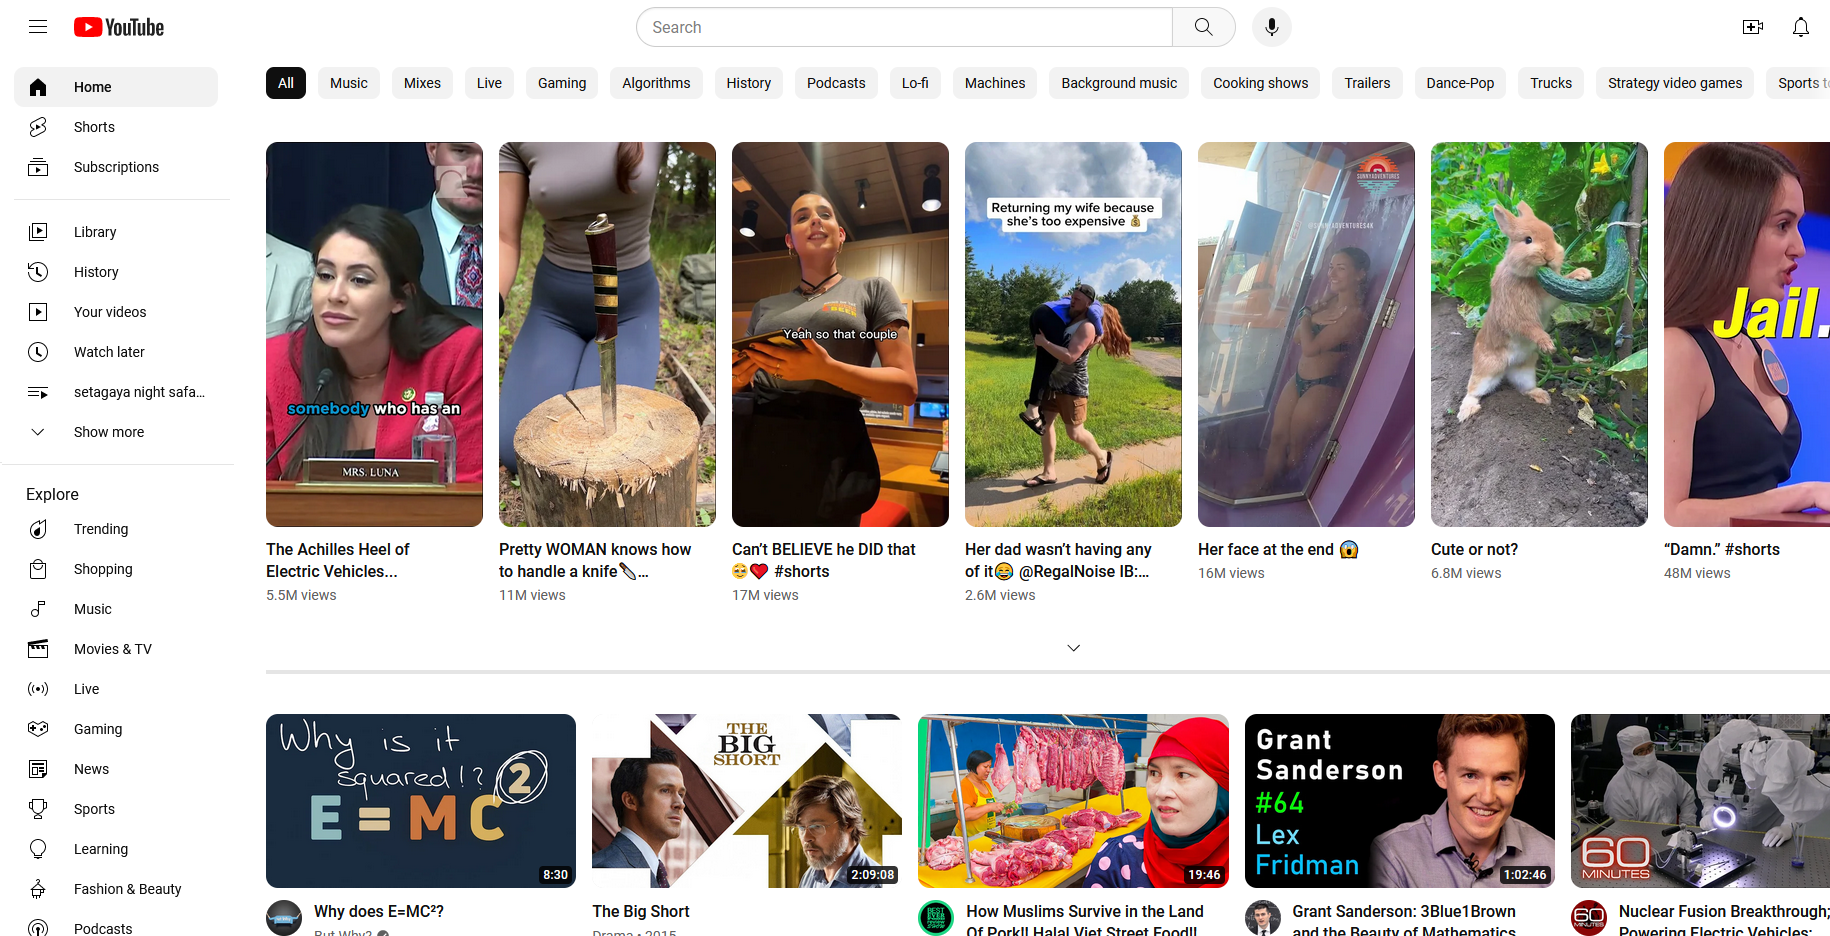 YouTube
Search
Home
Shorts
Subscriptions
Library
History
Your videos
Watch later
setagaya night safa...
Show more
Explore
Trending
Shopping
Music
Movies & TV
Live
Gaming
News
Sports
Learning
Fashion & Beauty
Podcasts
All
Music
Mixes
Live
Gaming
Algorithms
History
Podcasts
Lo-fi
Machines
Background music
Cooking shows
Trailers
Dance-Pop
Trucks
Strategy video games
Sports
somebody who has an
MRS. LUNA
The Achilles Heel of
Electric Vehicles...
5.5M views
Pretty WOMAN knows how
to handle a knife🔪...
11M views
Yeah so that couple
Can't BELIEVE he DID that
🥹❤️ #shorts
17M views
Returning my wife because
she's too expensive 💰
Her dad wasn't having any
of it😂 @RegalNoise IB:...
2.6M views
SUNNYADVENTURES
@SUNNYADVENTURES4K
Her face at the end 😱
16M views
Cute or not?
6.8M views
Jail.
“Damn.” #shorts
48M views
Why is it
squared!?
2
E=MC
8:30
Why does E=MC²?
But Why?
THE
BIG
SHORT
2:09:08
The Big Short
Drama • 2015
19:46
BEST
EVER
How Muslims Survive in the Land
Of Pork!! Halal Viet Street Food!!
Grant
Sanderson
#64
Lex
Fridman
1:02:46
Grant Sanderson: 3Blue1Brown
and the Beauty of Mathematics
60
MINUTES
60
Nuclear Fusion Breakthrough;
Powering Electric Vehicles;